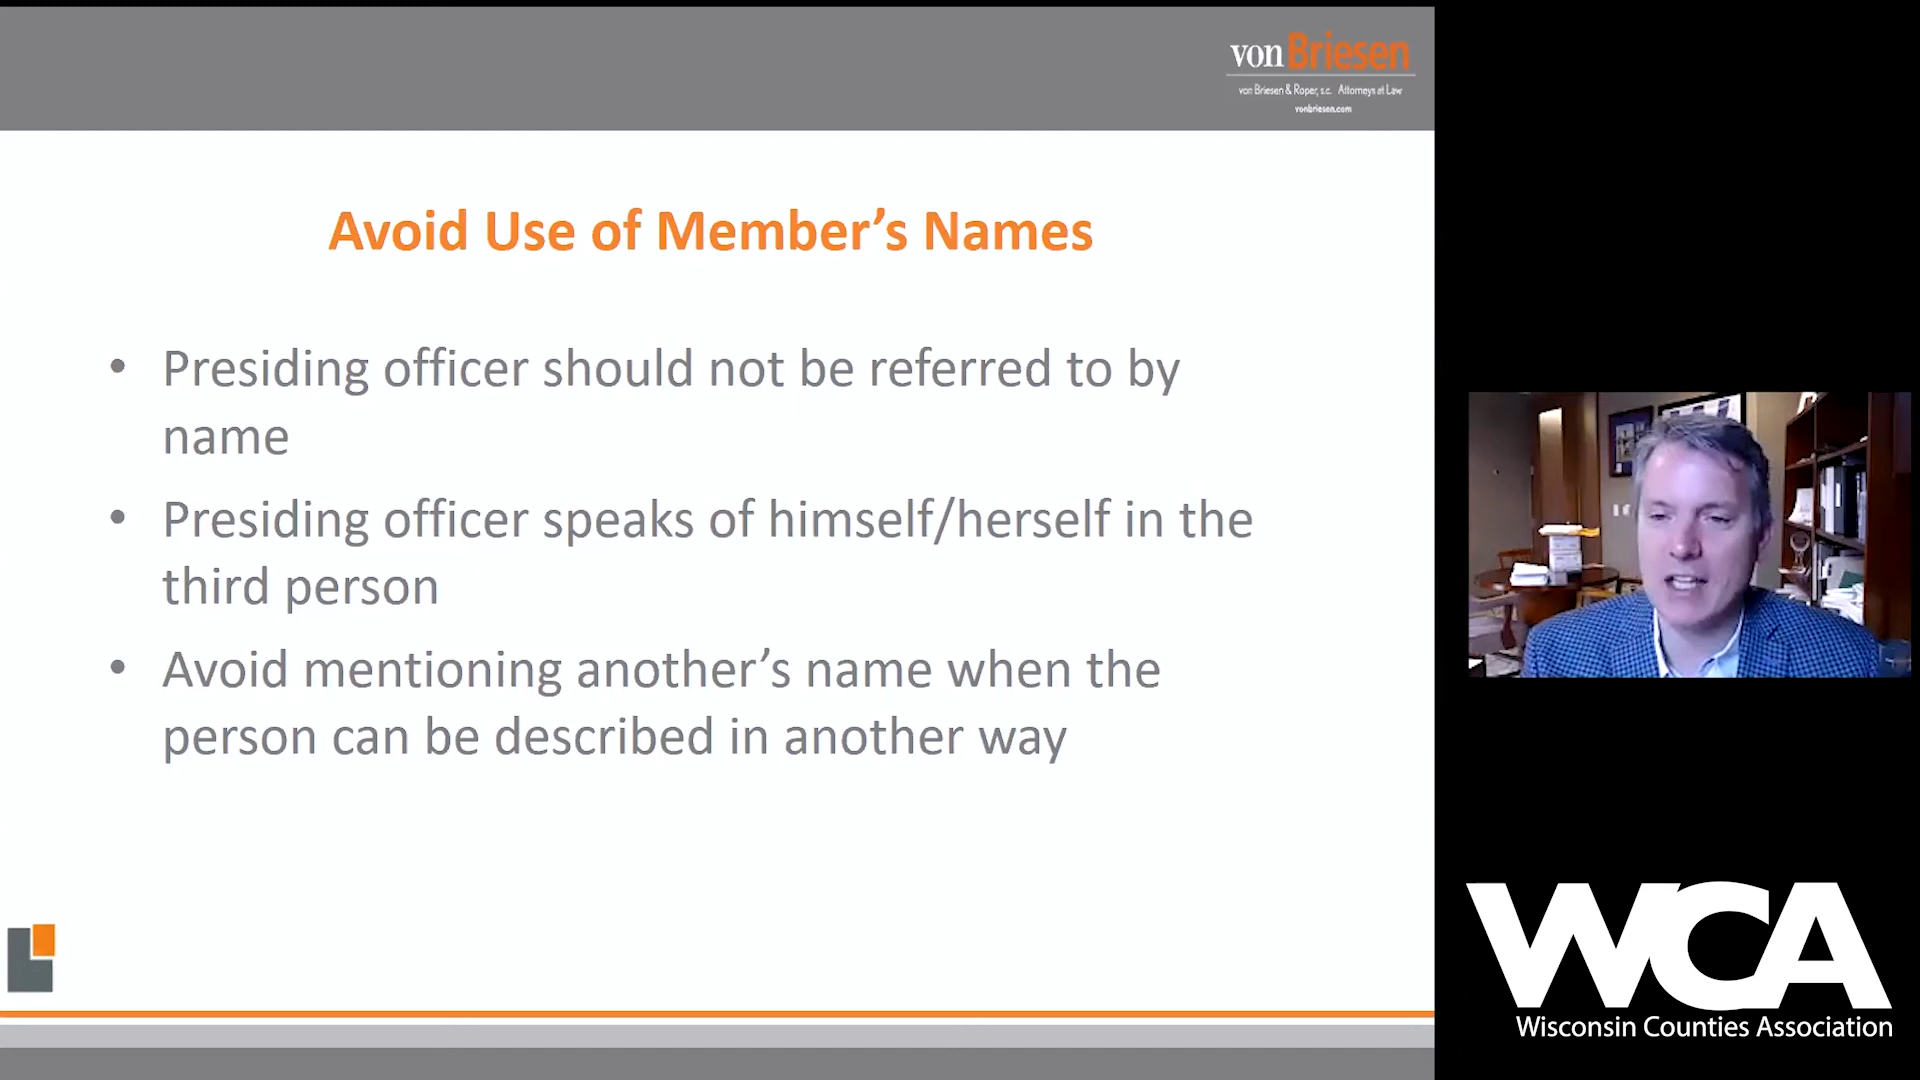 von Briesen
von Briesen & Roper, s.c. Attorneys at Law
vonbriesen.com
Avoid Use of Member’s Names
• Presiding officer should not be referred to by
name
• Presiding officer speaks of himself/herself in the
third person
• Avoid mentioning another’s name when the
person can be described in another way
WCA
Wisconsin Counties Association